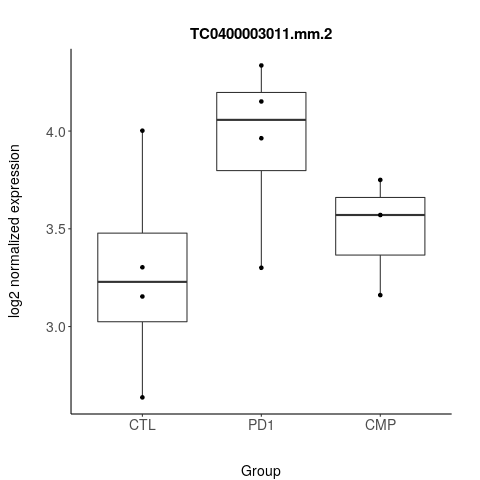 TC0400003011.mm.2
log2 normalized expression
4.0
3.5
3.0
CTL PD1 CMP
Group